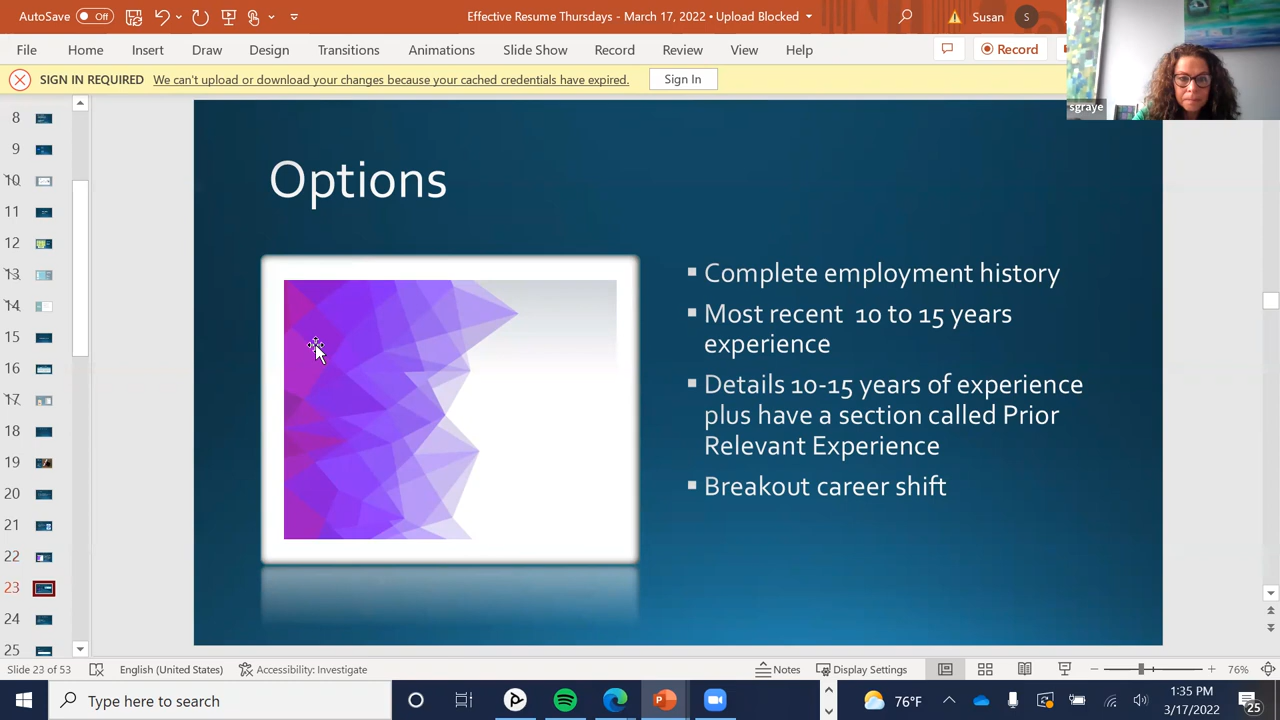 AutoSave Off Effective Resume Thursdays - March 17, 2022 • Upload Blocked Susan S
File Home Insert Draw Design Transitions Animations Slide Show Record Review View Help Record
SIGN IN REQUIRED We can't upload or download your changes because your cached credentials have expired. Sign In
sgraye
8
9
10
11
12
13
14
15
16
17
18
19
20
21
22
23
24
25
Options
▪ Complete employment history
▪ Most recent 10 to 15 years
experience
▪ Details 10-15 years of experience
plus have a section called Prior
Relevant Experience
▪ Breakout career shift
Slide 23 of 53 English (United States) Accessibility: Investigate Notes Display Settings 76%
Type here to search 76°F 1:35 PM
3/17/2022 25